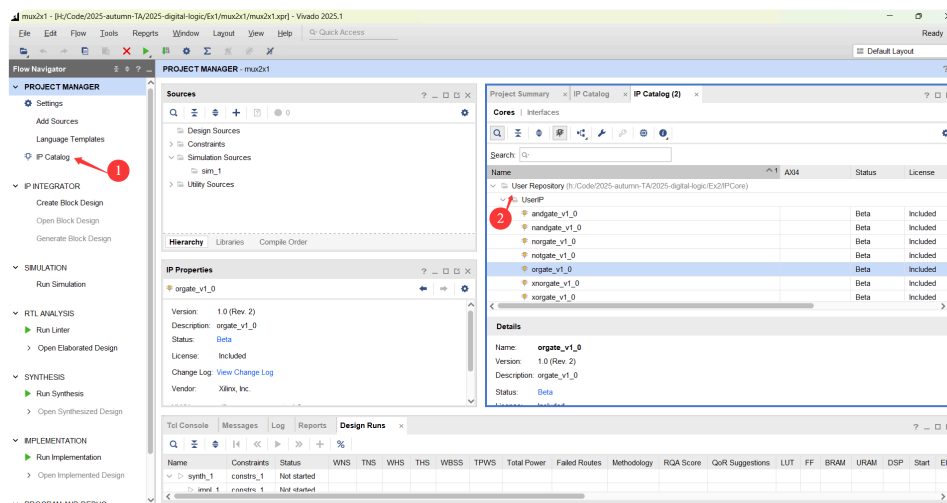 mux2x1 - [H:/Code/2025-autumn-TA/2025-digital-logic/Ex1/mux2x1/mux2x1.xpr] - Vivado 2025.1
File Edit Flow Tools Reports Window Layout View Help Quick Access
Ready
Default Layout
Flow Navigator
PROJECT MANAGER - mux2x1
PROJECT MANAGER
Settings
Add Sources
Language Templates
IP Catalog
1
IP INTEGRATOR
Create Block Design
Open Block Design
Generate Block Design
SIMULATION
Run Simulation
RTL ANALYSIS
Run Linter
Open Elaborated Design
SYNTHESIS
Run Synthesis
Open Synthesized Design
IMPLEMENTATION
Run Implementation
Open Implemented Design
PROGRAM AND DEBUG
Sources
0
Design Sources
Constraints
Simulation Sources
sim_1
Utility Sources
Hierarchy Libraries Compile Order
IP Properties
orgate_v1_0
Version: 1.0 (Rev. 2)
Description: orgate_v1_0
Status: Beta
License: Included
Change Log: View Change Log
Vendor: Xilinx, Inc.
Project Summary IP Catalog IP Catalog (2)
Cores | Interfaces
Search:
Name 1 AXI4 Status License
User Repository (h:/Code/2025-autumn-TA/2025-digital-logic/Ex2/IPCore)
2
UserIP
andgate_v1_0 Beta Included
nandgate_v1_0 Beta Included
norgate_v1_0 Beta Included
notgate_v1_0 Beta Included
orgate_v1_0 Beta Included
xnorgate_v1_0 Beta Included
xorgate_v1_0 Beta Included
Details
Name: orgate_v1_0
Version: 1.0 (Rev. 2)
Description: orgate_v1_0
Status: Beta
Tcl Console Messages Log Reports Design Runs
Name Constraints Status WNS TNS WHS THS WBSS TPWS Total Power Failed Routes Methodology RQA Score QoR Suggestions LUT FF BRAM URAM DSP Start
synth_1 constrs_1 Not started
impl_1 constrs_1 Not started